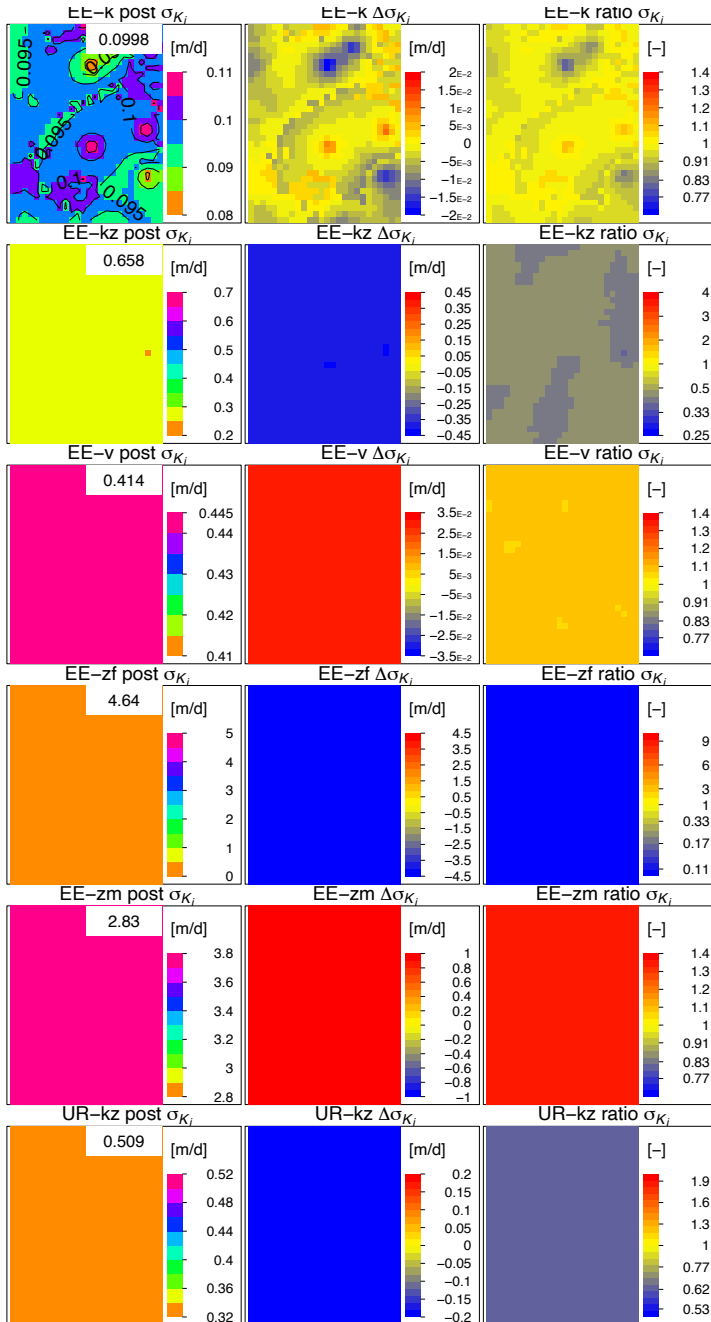 EE−k post σKi
EE−k ΔσKi
EE−k ratio σKi
0.0998
[m/d]
0.11
0.1
0.09
0.08
0.095
0.1
0.095
0.1
0.095
[m/d]
2E−2
1.5E−2
1E−2
5E−3
0
−5E−3
−1E−2
−1.5E−2
−2E−2
[−]
1.4
1.3
1.2
1.1
1
0.91
0.83
0.77
EE−kz post σKi
EE−kz ΔσKi
EE−kz ratio σKi
0.658
[m/d]
0.7
0.6
0.5
0.4
0.3
0.2
[m/d]
0.45
0.35
0.25
0.15
0.05
−0.05
−0.15
−0.25
−0.35
−0.45
[−]
4
3
2
1
0.5
0.33
0.25
EE−v post σKi
EE−v ΔσKi
EE−v ratio σKi
0.414
[m/d]
0.445
0.44
0.43
0.42
0.41
[m/d]
3.5E−2
2.5E−2
1.5E−2
5E−3
−5E−3
−1.5E−2
−2.5E−2
−3.5E−2
[−]
1.4
1.3
1.2
1.1
1
0.91
0.83
0.77
EE−zf post σKi
EE−zf ΔσKi
EE−zf ratio σKi
4.64
[m/d]
5
4
3
2
1
0
[m/d]
4.5
3.5
2.5
1.5
0.5
−0.5
−1.5
−2.5
−3.5
−4.5
[−]
9
6
3
1
0.33
0.17
0.11
EE−zm post σKi
EE−zm ΔσKi
EE−zm ratio σKi
2.83
[m/d]
3.8
3.6
3.4
3.2
3
2.8
[m/d]
1
0.8
0.6
0.4
0.2
0
−0.2
−0.4
−0.6
−0.8
−1
[−]
1.4
1.3
1.2
1.1
1
0.91
0.83
0.77
UR−kz post σKi
UR−kz ΔσKi
UR−kz ratio σKi
0.509
[m/d]
0.52
0.48
0.44
0.4
0.36
0.32
[m/d]
0.2
0.15
0.1
0.05
0
−0.05
−0.1
−0.15
−0.2
[−]
1.9
1.6
1.3
1
0.77
0.62
0.53